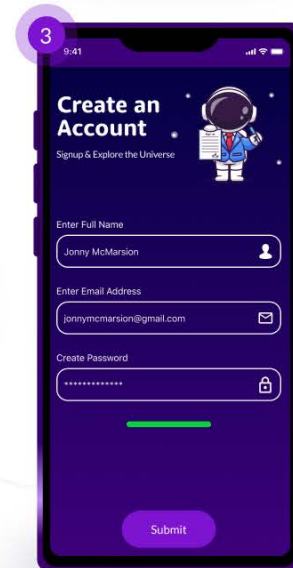 3
9:41
Create an
Account
Signup & Explore the Universe
Enter Full Name
Jonny McMarsion
Enter Email Address
jonnymcmarsion@gmail.com
Create Password
*************
Submit